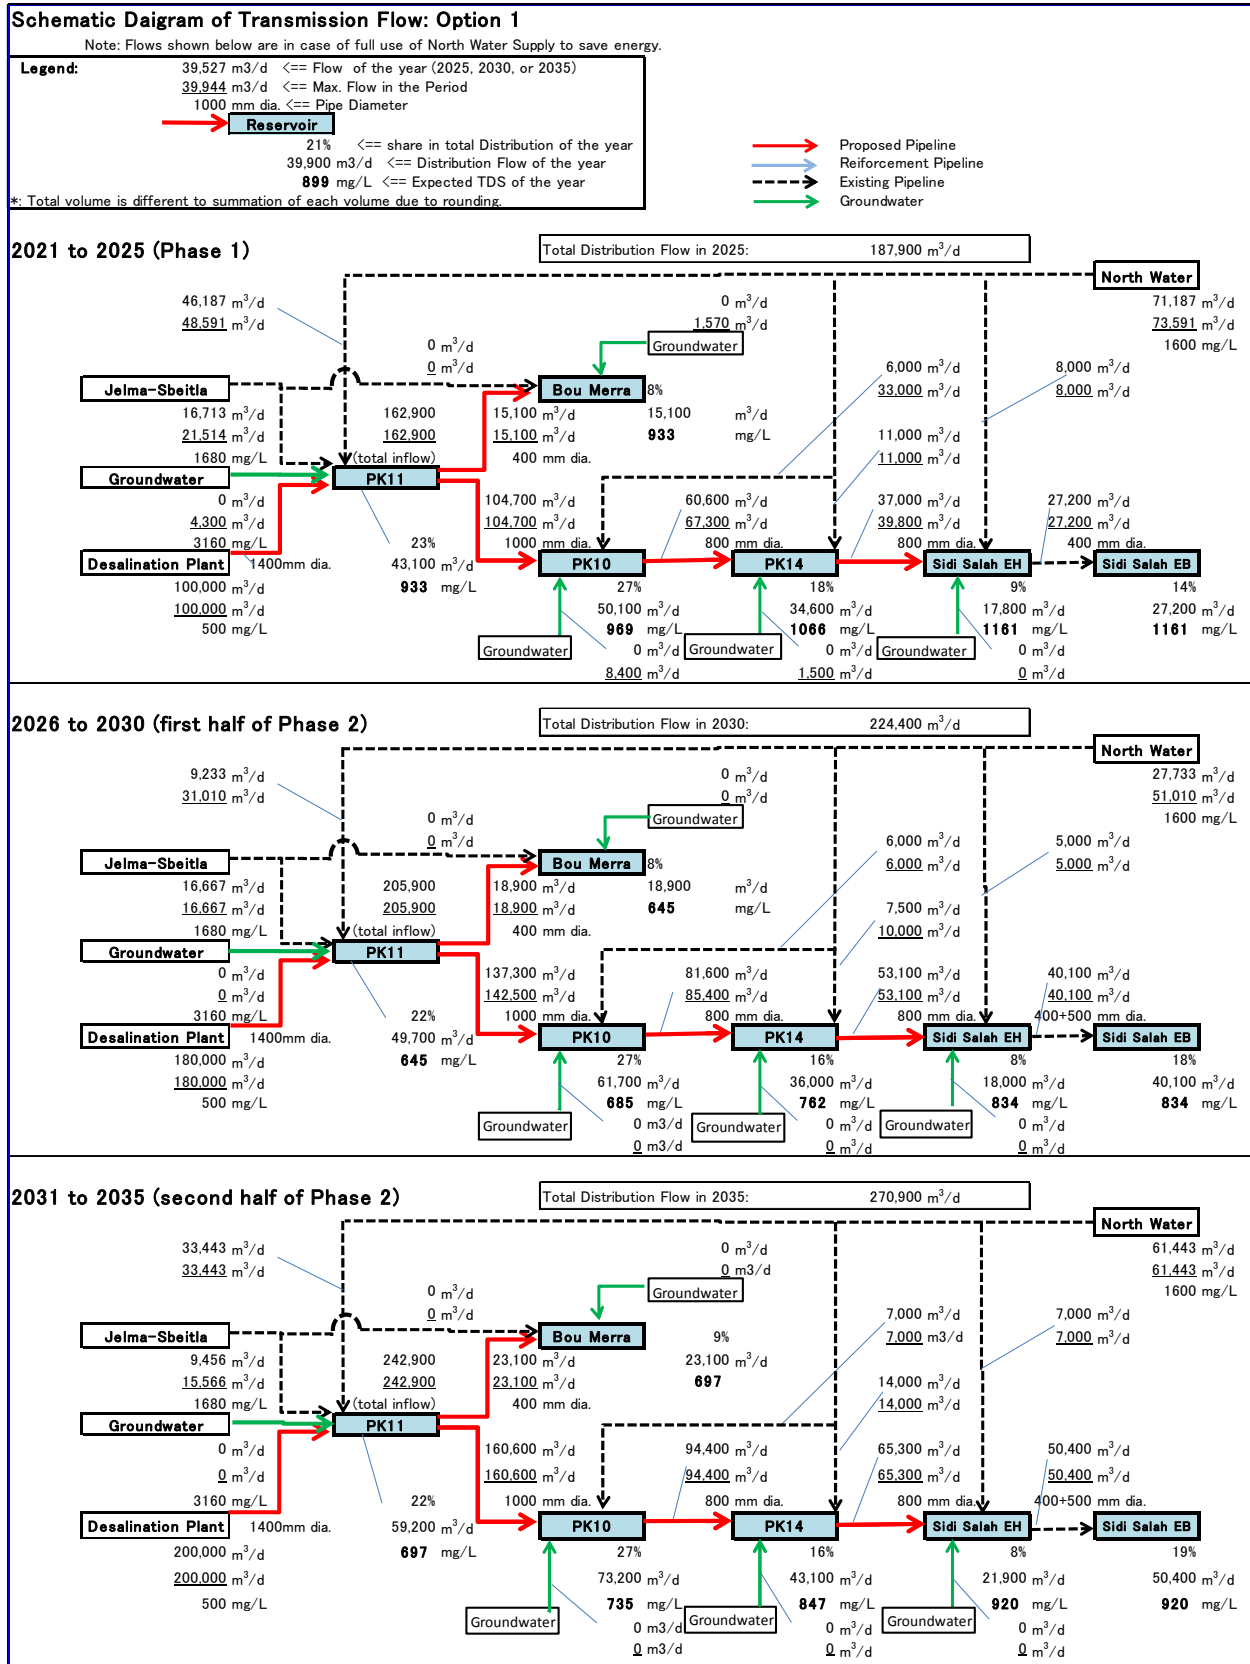 Schematic Daigram of Transmission Flow: Option 1
Note: Flows shown below are in case of full use of North Water Supply to save energy.
Legend:
39,527 m3/d <== Flow of the year (2025, 2030, or 2035)
39,944 m3/d <== Max. Flow in the Period
1000 mm dia. <== Pipe Diameter
Reservoir
21% <== share in total Distribution of the year
39,900 m3/d <== Distribution Flow of the year
899 mg/L <== Expected TDS of the year
*: Total volume is different to summation of each volume due to rounding.
Proposed Pipeline
Reiforcement Pipeline
Existing Pipeline
Groundwater
2021 to 2025 (Phase 1)
Total Distribution Flow in 2025: 187,900 m³/d
North Water
46,187 m³/d 0 m³/d 71,187 m³/d
48,591 m³/d 1,570 m³/d 73,591 m³/d
0 m³/d Groundwater 1600 mg/L
0 m³/d 6,000 m³/d 8,000 m³/d
Jelma-Sbeitla Bou Merra 8% 33,000 m³/d 8,000 m³/d
16,713 m³/d 162,900 15,100 m³/d 15,100 m³/d
21,514 m³/d 162,900 15,100 m³/d 933 mg/L 11,000 m³/d
1680 mg/L (total inflow) 400 mm dia. 11,000 m³/d
Groundwater PK11
0 m³/d 104,700 m³/d 60,600 m³/d 37,000 m³/d 27,200 m³/d
4,300 m³/d 104,700 m³/d 67,300 m³/d 39,800 m³/d 27,200 m³/d
3160 mg/L 23% 1000 mm dia. 800 mm dia. 800 mm dia. 400 mm dia.
Desalination Plant 1400mm dia. 43,100 m³/d PK10 PK14 Sidi Salah EH Sidi Salah EB
100,000 m³/d 933 mg/L 27% 18% 9% 14%
100,000 m³/d 50,100 m³/d 34,600 m³/d 17,800 m³/d 27,200 m³/d
500 mg/L 969 mg/L 1066 mg/L 1161 mg/L 1161 mg/L
Groundwater 0 m³/d Groundwater 0 m³/d Groundwater 0 m³/d
8,400 m³/d 1,500 m³/d 0 m³/d
2026 to 2030 (first half of Phase 2)
Total Distribution Flow in 2030: 224,400 m³/d
North Water
9,233 m³/d 0 m³/d 27,733 m³/d
31,010 m³/d 0 m³/d 51,010 m³/d
0 m³/d Groundwater 1600 mg/L
0 m³/d 6,000 m³/d 5,000 m³/d
Jelma-Sbeitla Bou Merra 8% 6,000 m³/d 5,000 m³/d
16,667 m³/d 205,900 18,900 m³/d 18,900 m³/d
16,667 m³/d 205,900 18,900 m³/d 645 mg/L 7,500 m³/d
1680 mg/L (total inflow) 400 mm dia. 10,000 m³/d
Groundwater PK11
0 m³/d 137,300 m³/d 81,600 m³/d 53,100 m³/d 40,100 m³/d
0 m³/d 142,500 m³/d 85,400 m³/d 53,100 m³/d 40,100 m³/d
3160 mg/L 22% 1000 mm dia. 800 mm dia. 800 mm dia. 400+500 mm dia.
Desalination Plant 1400mm dia. 49,700 m³/d PK10 PK14 Sidi Salah EH Sidi Salah EB
180,000 m³/d 645 mg/L 27% 16% 8% 18%
180,000 m³/d 61,700 m³/d 36,000 m³/d 18,000 m³/d 40,100 m³/d
500 mg/L 685 mg/L 762 mg/L 834 mg/L 834 mg/L
Groundwater 0 m3/d Groundwater 0 m³/d Groundwater 0 m³/d
0 m3/d 0 m³/d 0 m³/d
2031 to 2035 (second half of Phase 2)
Total Distribution Flow in 2035: 270,900 m³/d
North Water
33,443 m³/d 0 m³/d 61,443 m³/d
33,443 m³/d 0 m3/d 61,443 m³/d
0 m³/d Groundwater 1600 mg/L
0 m³/d 7,000 m³/d 7,000 m³/d
Jelma-Sbeitla Bou Merra 9% 7,000 m3/d 7,000 m³/d
9,456 m³/d 242,900 23,100 m³/d 23,100 m³/d
15,566 m³/d 242,900 23,100 m³/d 697 14,000 m³/d
1680 mg/L (total inflow) 400 mm dia. 14,000 m³/d
Groundwater PK11
0 m³/d 160,600 m³/d 94,400 m³/d 65,300 m³/d 50,400 m³/d
0 m³/d 160,600 m³/d 94,400 m³/d 65,300 m³/d 50,400 m³/d
3160 mg/L 22% 1000 mm dia. 800 mm dia. 800 mm dia. 400+500 mm dia.
Desalination Plant 1400mm dia. 59,200 m³/d PK10 PK14 Sidi Salah EH Sidi Salah EB
200,000 m³/d 697 mg/L 27% 16% 8% 19%
200,000 m³/d 73,200 m³/d 43,100 m³/d 21,900 m³/d 50,400 m³/d
500 mg/L 735 mg/L 847 mg/L 920 mg/L 920 mg/L
Groundwater 0 m3/d Groundwater 0 m³/d Groundwater 0 m³/d
0 m3/d 0 m³/d 0 m³/d